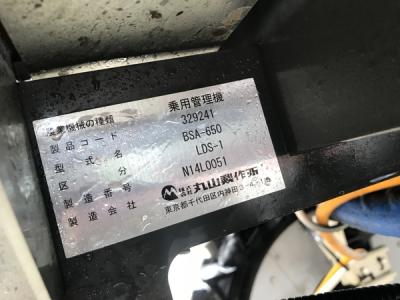 農業機械の種類 乗用管理機
製品コード 329241
型式名 BSA-650
区分 LDS-1
製造番号 N14L0051
製造会社 株式会社 丸山製作所
東京都千代田区内神田3-4-15